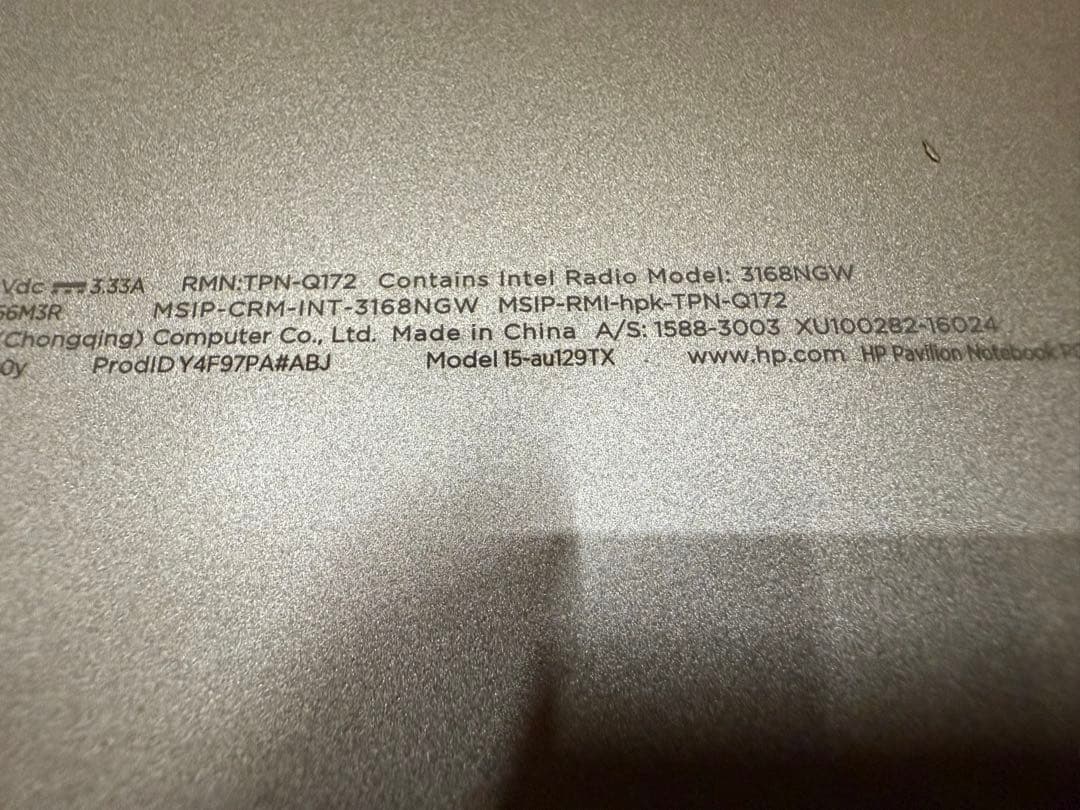 Vdc ⎓ 3.33A RMN:TPN-Q172 Contains Intel Radio Model: 3168NGW
56M3R MSIP-CRM-INT-3168NGW MSIP-RMI-hpk-TPN-Q172
(Chongqing) Computer Co., Ltd. Made in China A/S: 1588-3003 XU100282-16024
0y ProdID Y4F97PA#ABJ Model 15-au129TX www.hp.com HP Pavilion Notebook PC